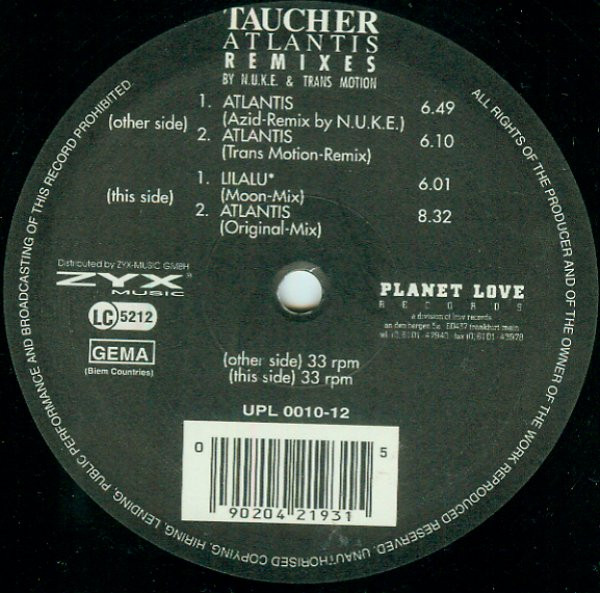 TAUCHER
ATLANTIS
REMIXES
BY N.U.K.E. & TRANS MOTION
(other side)
1. ATLANTIS 6.49
(Azid-Remix by N.U.K.E.)
2. ATLANTIS 6.10
(Trans Motion-Remix)
(this side)
1. LILALU* 6.01
(Moon-Mix)
2. ATLANTIS 8.32
(Original-Mix)
Distributed by ZYX-MUSIC GMBH
ZYX®
MUSIC
LC 5212
GEMA
(Biem Countries)
PLANET LOVE
RECORDS
a division of love records
(other side) 33 rpm
(this side) 33 rpm
UPL 0010-12
0 90204 21931 5
ALL RIGHTS OF THE PRODUCER AND OF THE OWNER OF THE WORK REPRODUCED RESERVED. UNAUTHORISED COPYING, HIRING, LENDING, PUBLIC PERFORMANCE AND BROADCASTING OF THIS RECORD PROHIBITED